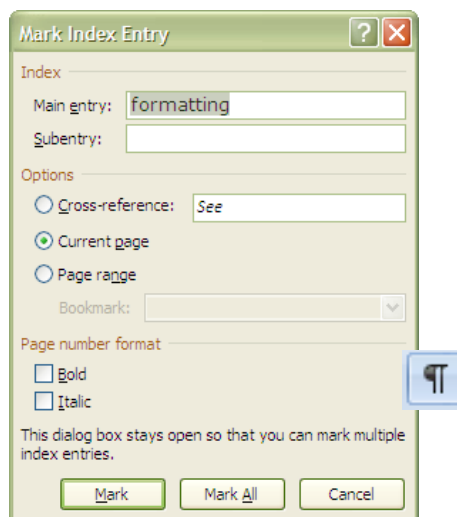 Mark Index Entry
Index
Main entry: formatting
Subentry:
Options
Cross-reference: See
Current page
Page range
Bookmark:
Page number format
Bold
Italic
¶
This dialog box stays open so that you can mark multiple
index entries.
Mark Mark All Cancel